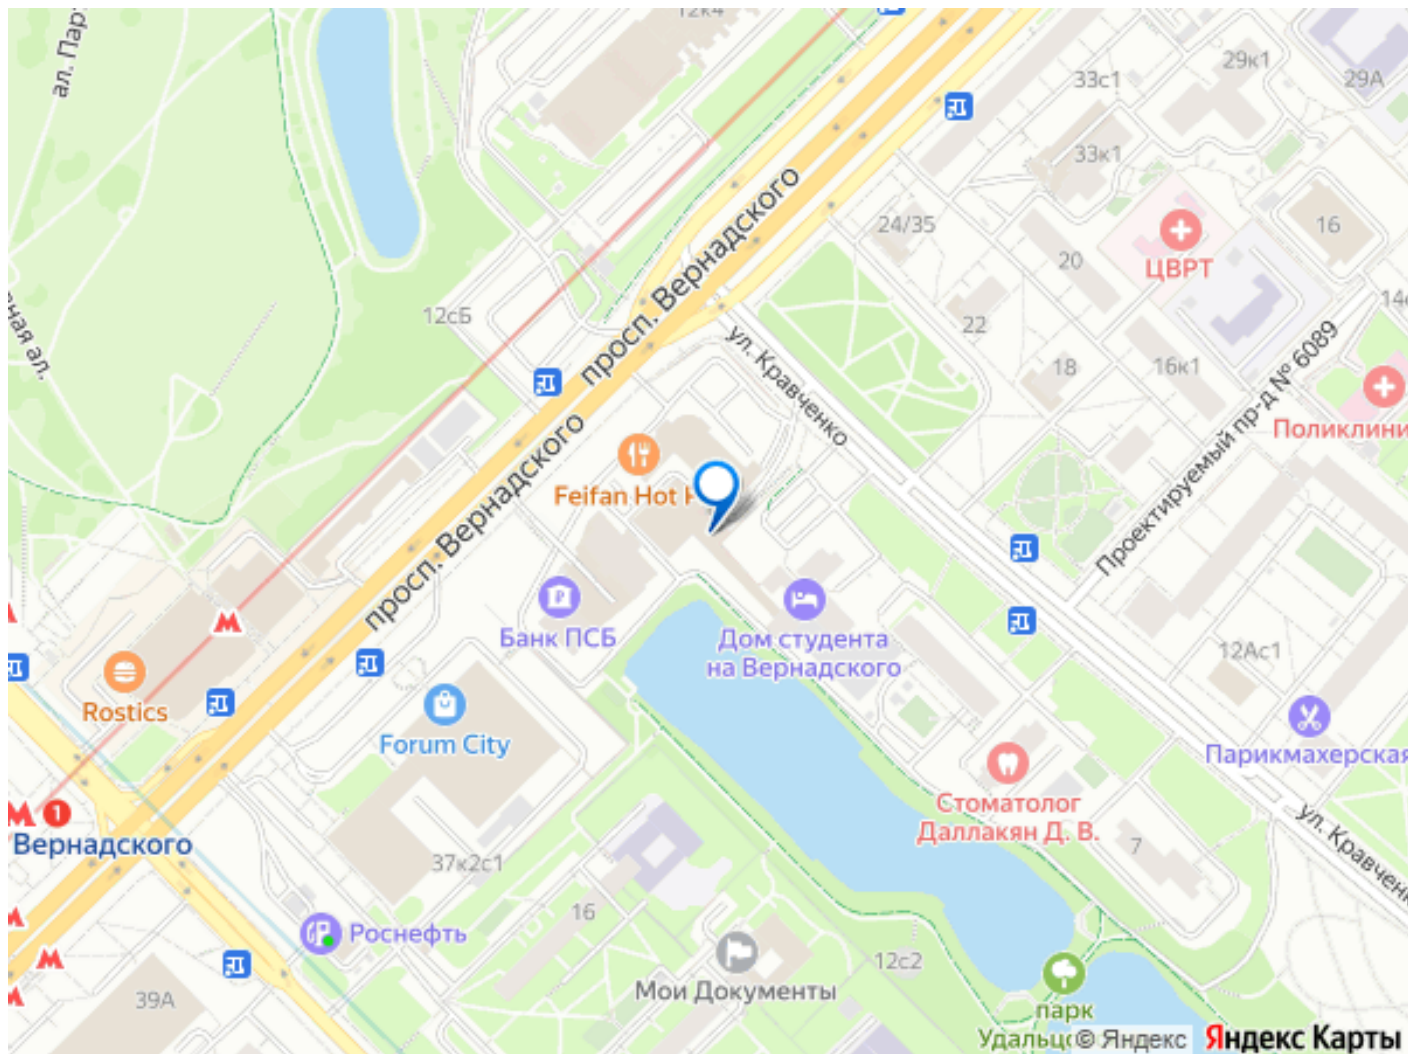 12к4
ал. Пар
29к1
33с1
29А
33к1
просп. Вернадского
24/35
16
20
ЦВРТ
12сБ
22
ул. Кравченко
18
16к1
Проектируемый пр-д № 6089
ная ал.
Поликлини
Feifan Hot
просп. Вернадского
Банк ПСБ
Дом студента
на Вернадского
12Ас1
Rostics
Forum City
Парикмахерская
Стоматолог
Даллакян Д. В.
1
Вернадского
7
ул. Кравченко
37к2с1
16
Роснефть
12с2
39А
Мои Документы
парк
Удальц
© Яндекс
Яндекс Карты